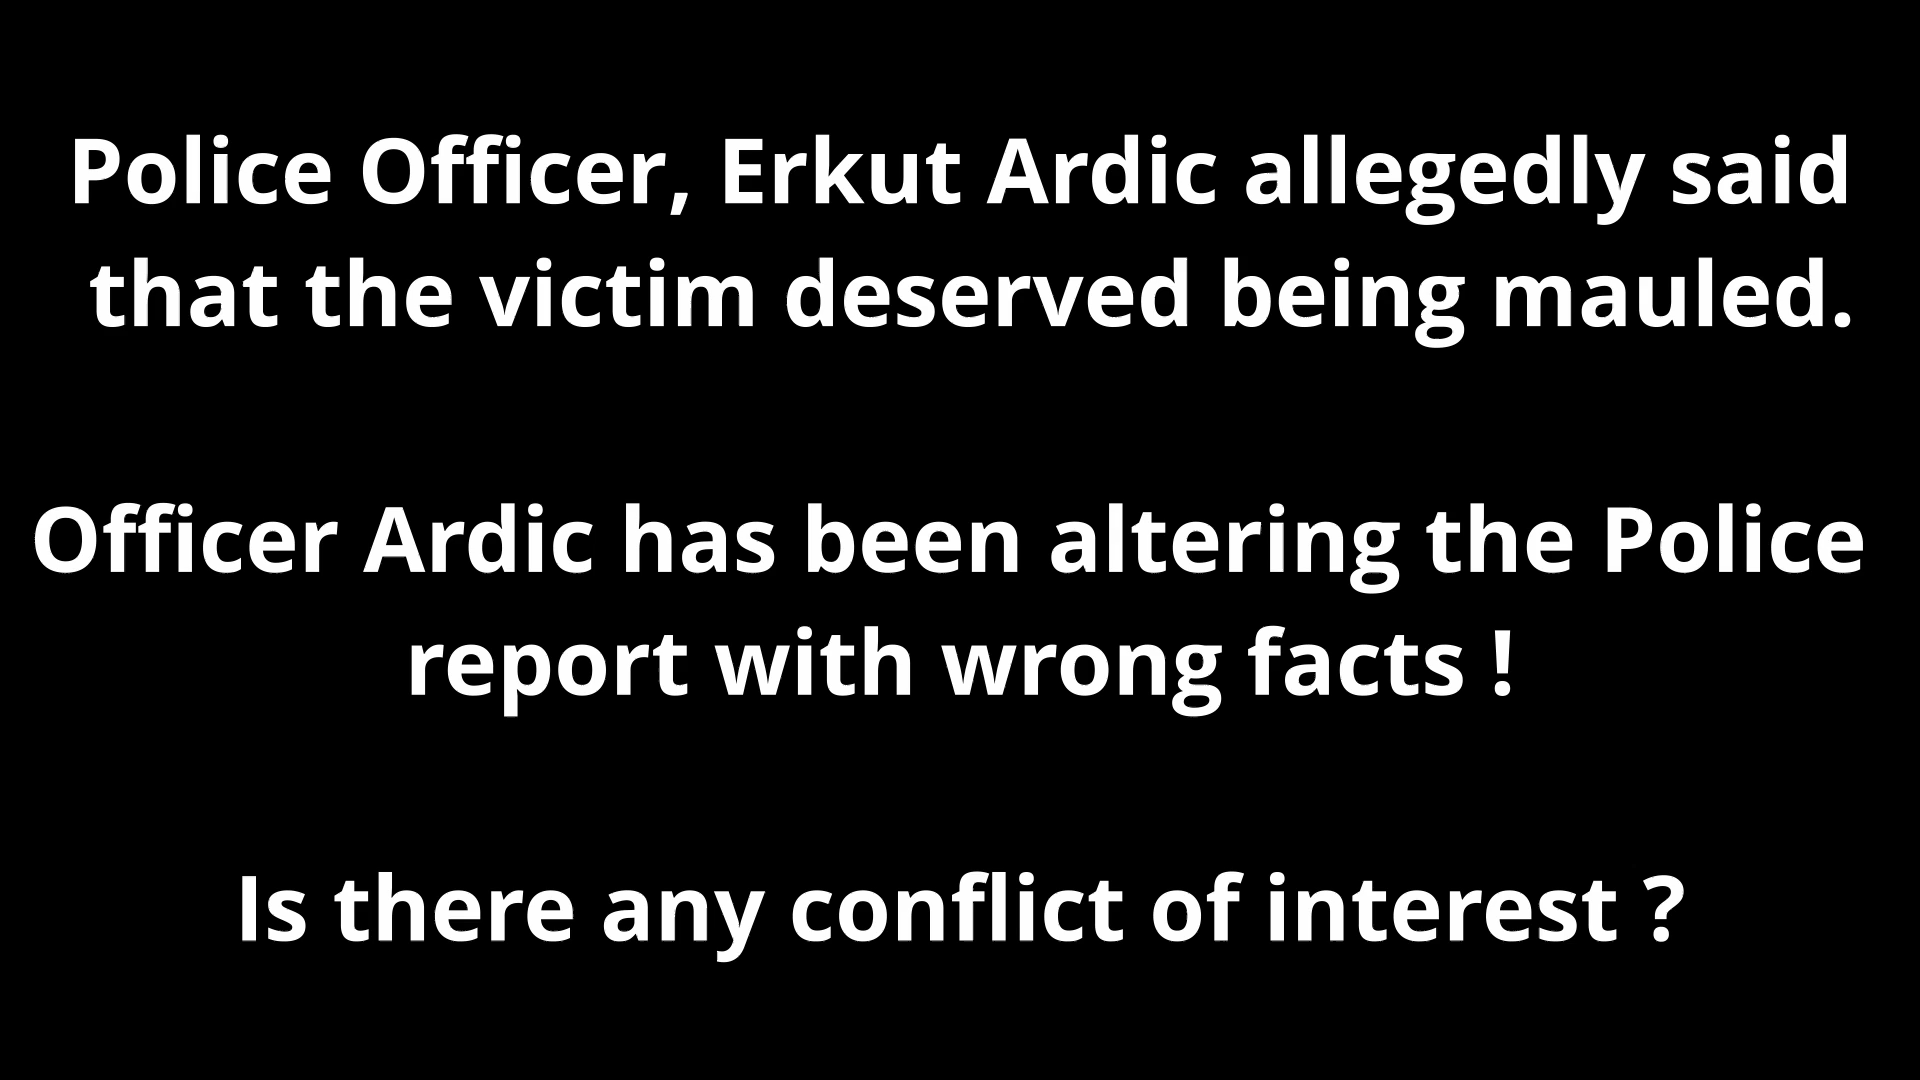 Police Officer, Erkut Ardic allegedly said
that the victim deserved being mauled.
Officer Ardic has been altering the Police
report with wrong facts !
Is there any conflict of interest ?